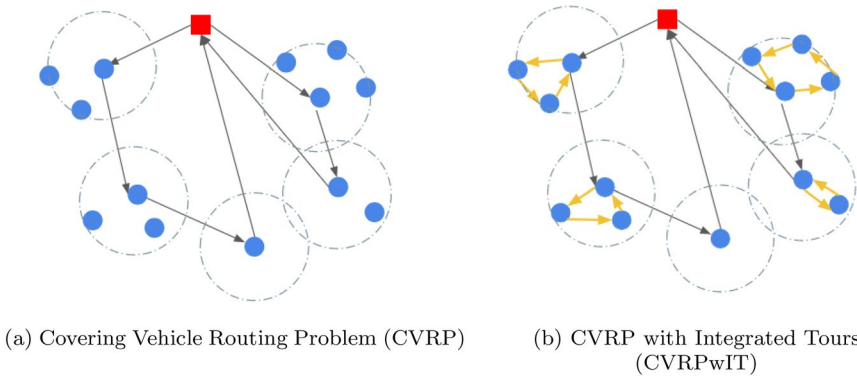 (a) Covering Vehicle Routing Problem (CVRP)
(b) CVRP with Integrated Tours
(CVRPwIT)